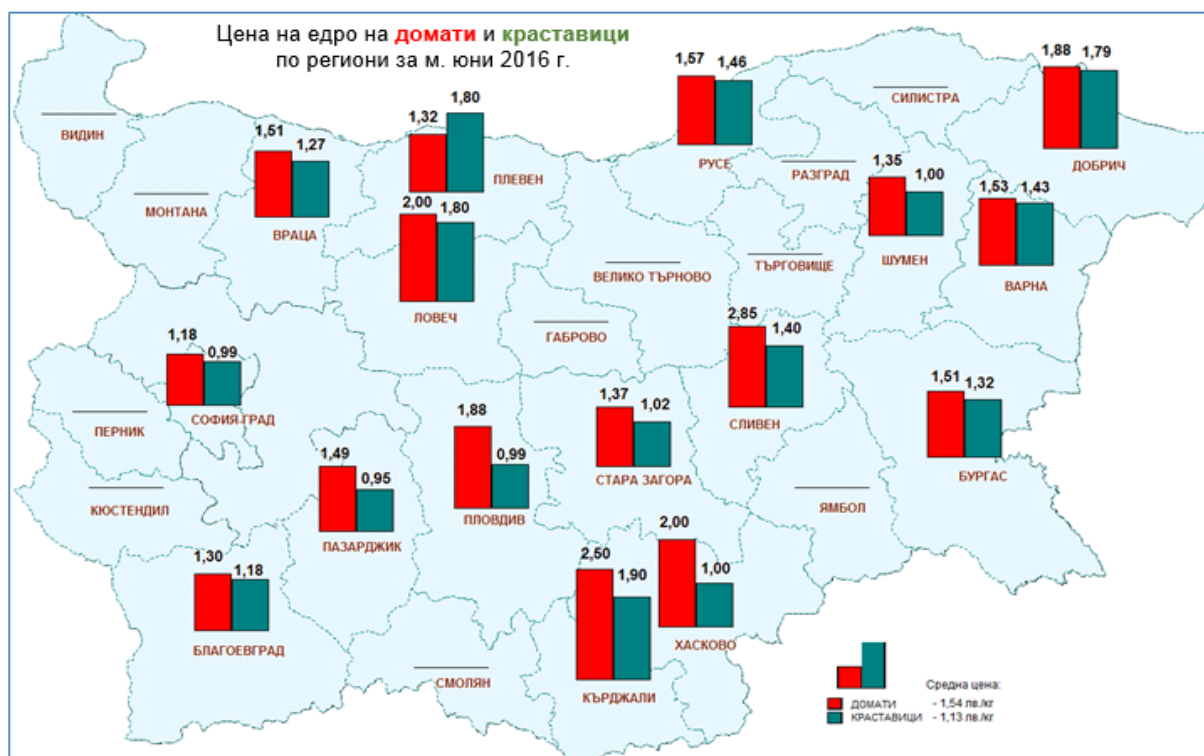 Цена на едро на домати и краставици
по региони за м. юни 2016 г.
ВИДИН
МОНТАНА
1,51
1,27
ВРАЦА
1,32
1,80
ПЛЕВЕН
2,00
1,80
ЛОВЕЧ
1,57
1,46
РУСЕ
СИЛИСТРА
РАЗГРАД
1,88
1,79
ДОБРИЧ
1,35
1,00
ШУМЕН
1,53
1,43
ВАРНА
ВЕЛИКО ТЪРНОВО
ТЪРГОВИЩЕ
ГАБРОВО
1,18
0,99
СОФИЯ-ГРАД
ПЕРНИК
КЮСТЕНДИЛ
1,49
0,95
ПАЗАРДЖИК
1,88
0,99
ПЛОВДИВ
1,37
1,02
СТАРА ЗАГОРА
2,85
1,40
СЛИВЕН
1,51
1,32
БУРГАС
ЯМБОЛ
1,30
1,18
БЛАГОЕВГРАД
СМОЛЯН
2,50
1,90
КЪРДЖАЛИ
2,00
1,00
ХАСКОВО
Средна цена:
ДОМАТИ - 1,54 лв./кг
КРАСТАВИЦИ - 1,13 лв./кг